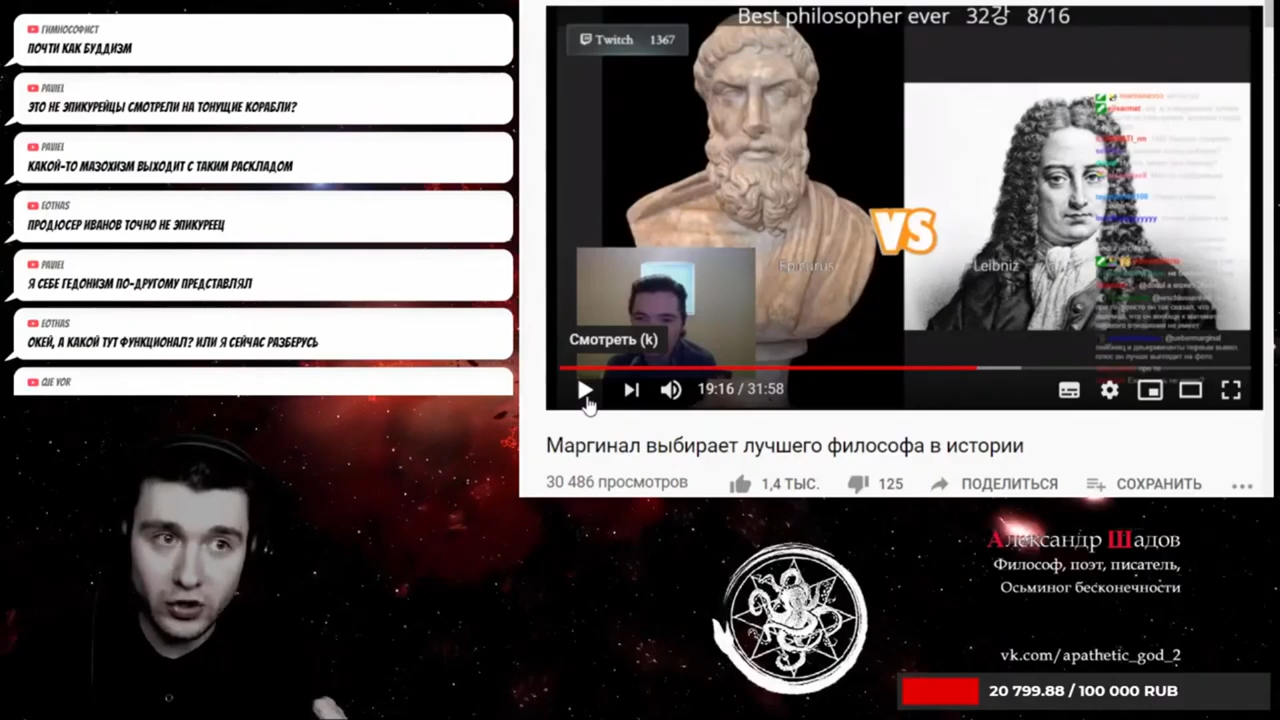 ГИМНОСОФИСТ
ПОЧТИ КАК БУДДИЗМ
PAVIEL
ЭТО НЕ ЭПИКУРЕЙЦЫ СМОТРЕЛИ НА ТОНУЩИЕ КОРАБЛИ?
PAVIEL
КАКОЙ-ТО МАЗОХИЗМ ВЫХОДИТ С ТАКИМ РАСКЛАДОМ
EOTHAS
ПРОДЮСЕР ИВАНОВ ТОЧНО НЕ ЭПИКУРЕЕЦ
PAVIEL
Я СЕБЕ ГЕДОНИЗМ ПО-ДРУГОМУ ПРЕДСТАВЛЯЛ
EOTHAS
ОКЕЙ, А КАКОЙ ТУТ ФУНКЦИОНАЛ? ИЛИ Я СЕЙЧАС РАЗБЕРУСЬ
QJE YOR
Best philosopher ever 32강 8/16
Twitch 1367
VS
Epicurus
Leibniz
Смотреть (k)
19:16 / 31:58
Маргинал выбирает лучшего философа в истории
30 486 просмотров
1,4 ТЫС.
125
ПОДЕЛИТЬСЯ
СОХРАНИТЬ
Александр Шадов
Философ, поэт, писатель,
Осьминог бесконечности
vk.com/apathetic_god_2
20 799.88 / 100 000 RUB